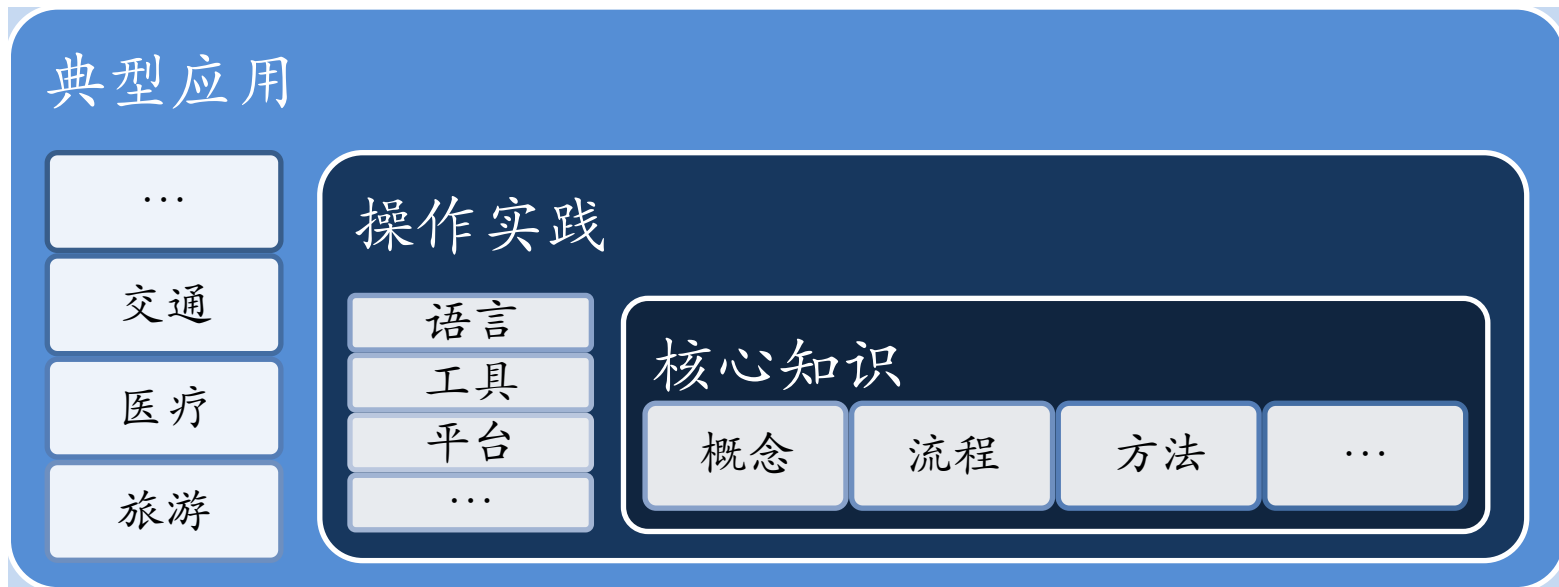 典型应用
…
交通
医疗
旅游
操作实践
语言
工具
平台
…
核心知识
概念 流程 方法 …